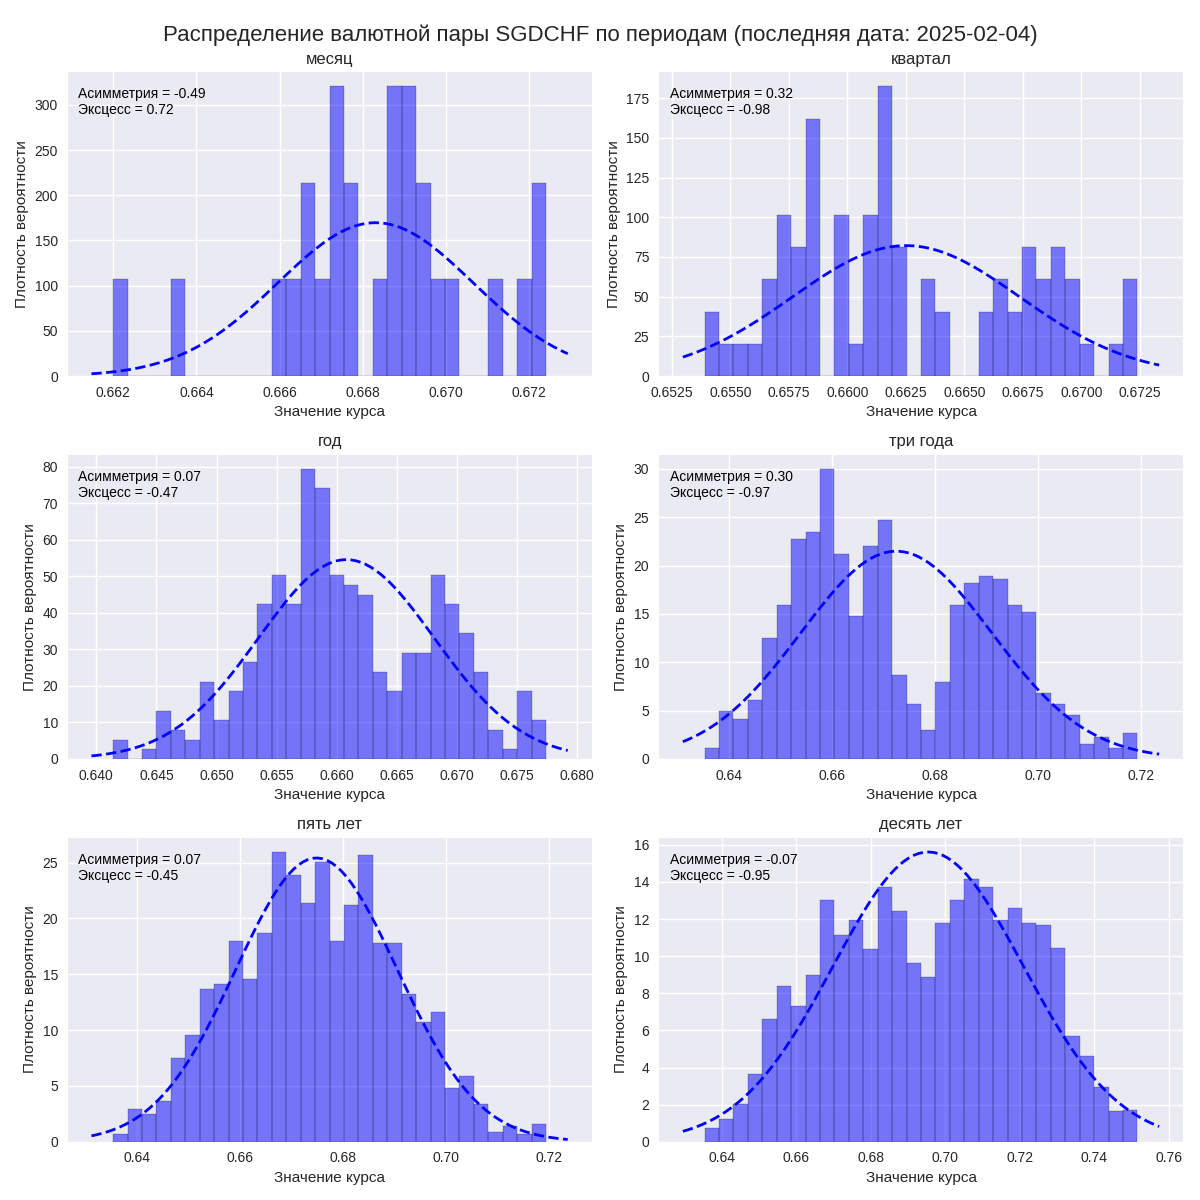 Распределение валютной пары SGDCHF по периодам (последняя дата: 2025-02-04)
месяц
Асимметрия = -0.49
Эксцесс = 0.72
Плотность вероятности
300
250
200
150
100
50
0
0.662 0.664 0.666 0.668 0.670 0.672
Значение курса
квартал
Асимметрия = 0.32
Эксцесс = -0.98
Плотность вероятности
175
150
125
100
75
50
25
0
0.6525 0.6550 0.6575 0.6600 0.6625 0.6650 0.6675 0.6700 0.6725
Значение курса
год
Асимметрия = 0.07
Эксцесс = -0.47
Плотность вероятности
80
70
60
50
40
30
20
10
0
0.640 0.645 0.650 0.655 0.660 0.665 0.670 0.675 0.680
Значение курса
три года
Асимметрия = 0.30
Эксцесс = -0.97
Плотность вероятности
30
25
20
15
10
5
0
0.64 0.66 0.68 0.70 0.72
Значение курса
пять лет
Асимметрия = 0.07
Эксцесс = -0.45
Плотность вероятности
25
20
15
10
5
0
0.64 0.66 0.68 0.70 0.72
Значение курса
десять лет
Асимметрия = -0.07
Эксцесс = -0.95
Плотность вероятности
16
14
12
10
8
6
4
2
0
0.64 0.66 0.68 0.70 0.72 0.74 0.76
Значение курса